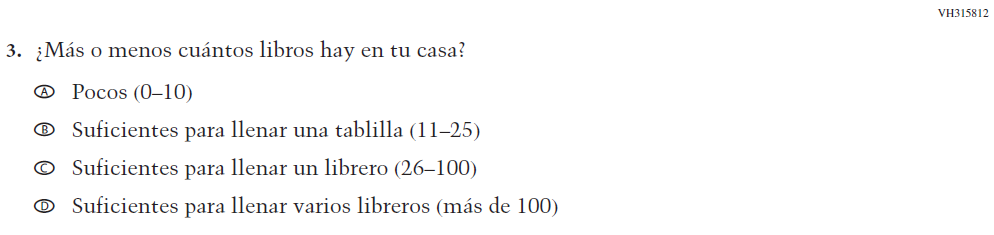 VH315812
3. ¿Más o menos cuántos libros hay en tu casa?
Ⓐ Pocos (0–10)
Ⓑ Suficientes para llenar una tablilla (11–25)
Ⓒ Suficientes para llenar un librero (26–100)
Ⓓ Suficientes para llenar varios libreros (más de 100)